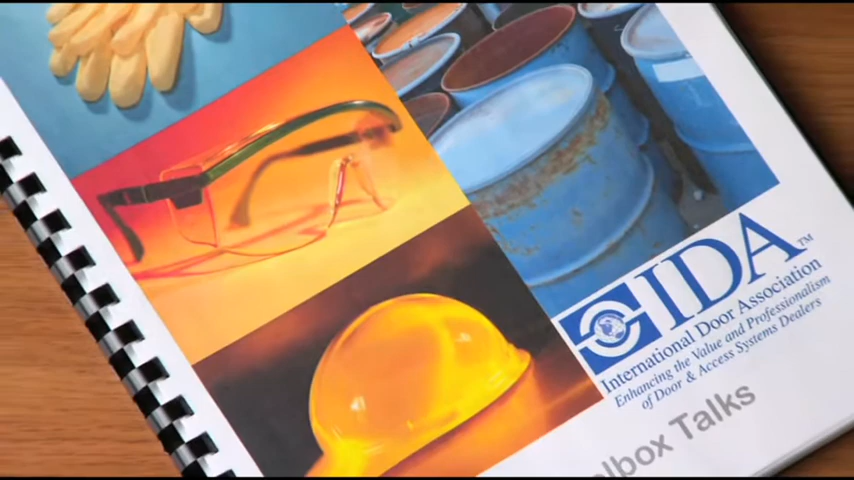 IDA™
International Door Association
Enhancing the Value and Professionalism
of Door & Access Systems Dealers
Talks